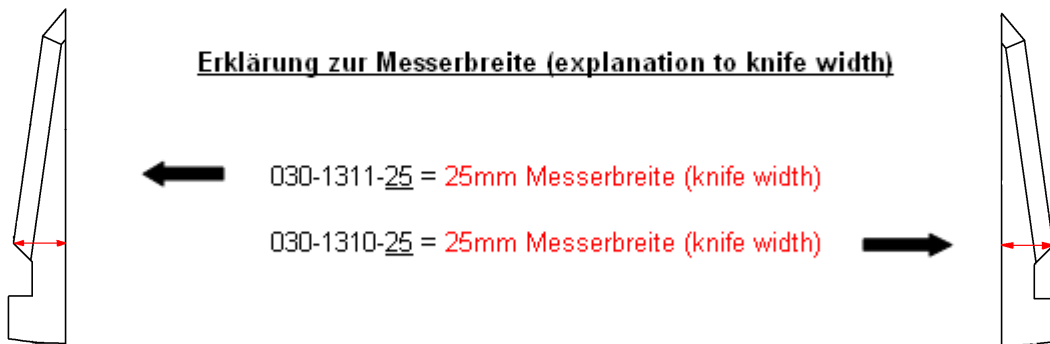 Erklärung zur Messerbreite (explanation to knife width)
030-1311-25 = 25mm Messerbreite (knife width)
030-1310-25 = 25mm Messerbreite (knife width)